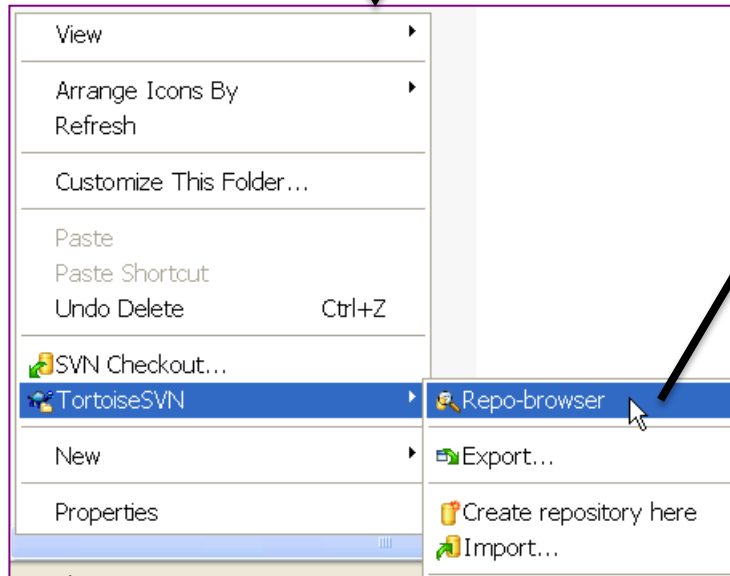 View
Arrange Icons By
Refresh
Customize This Folder...
Paste
Paste Shortcut
Undo Delete Ctrl+Z
SVN Checkout...
TortoiseSVN
Repo-browser
New
Export...
Properties
Create repository here
Import...